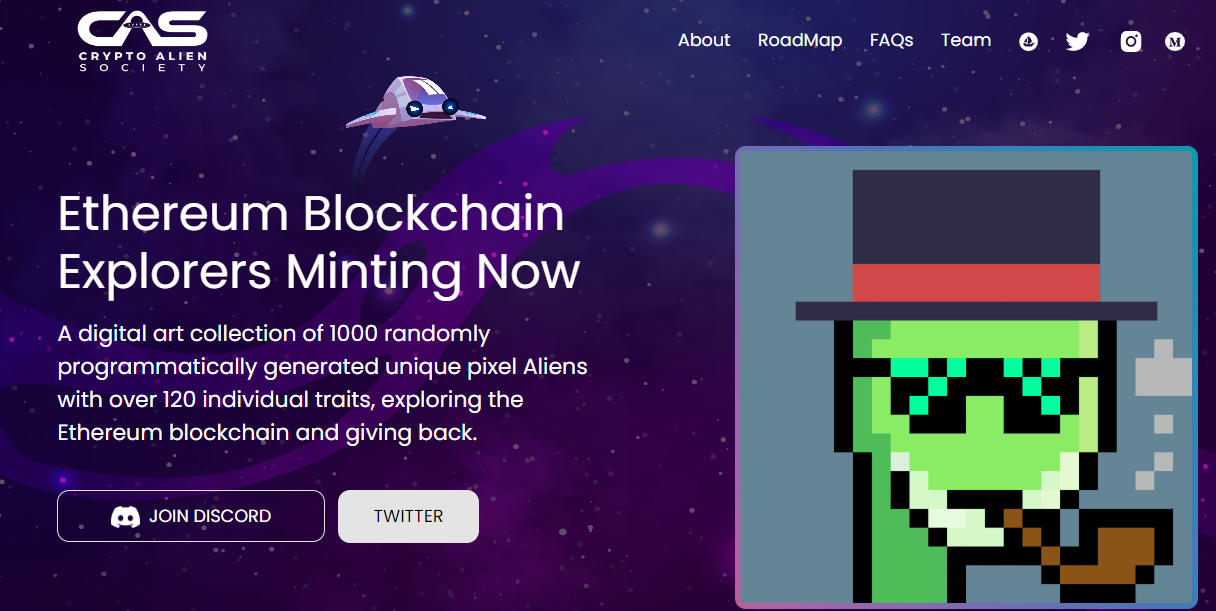 CAS
CRYPTO ALIEN
SOCIETY
About RoadMap FAQs Team
M
Ethereum Blockchain
Explorers Minting Now
A digital art collection of 1000 randomly
programmatically generated unique pixel Aliens
with over 120 individual traits, exploring the
Ethereum blockchain and giving back.
JOIN DISCORD
TWITTER